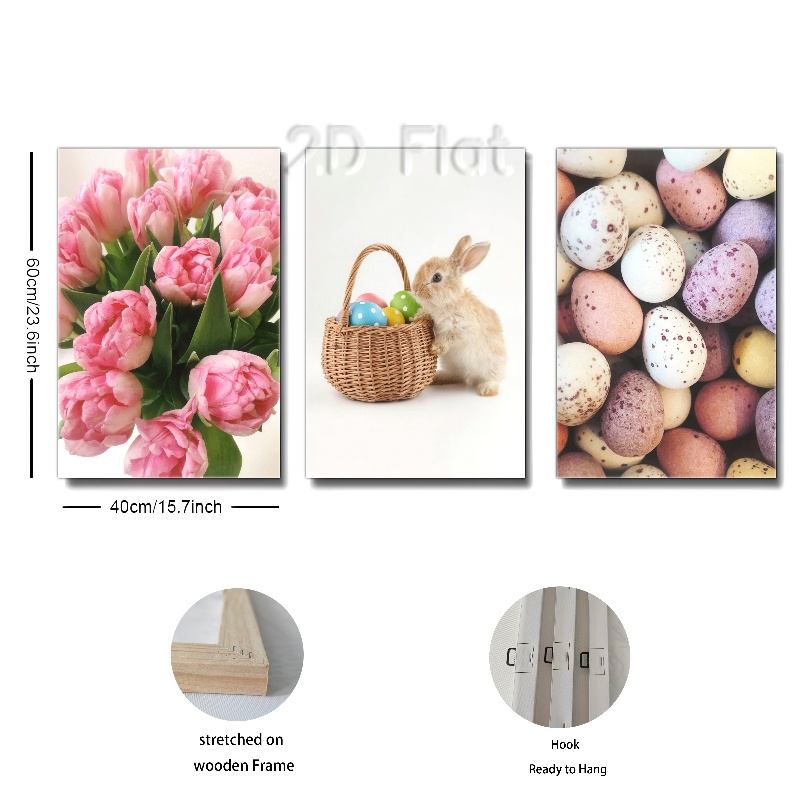 2D Flat
60cm/23.6inch
40cm/15.7inch
stretched on
wooden Frame
Hook
Ready to Hang